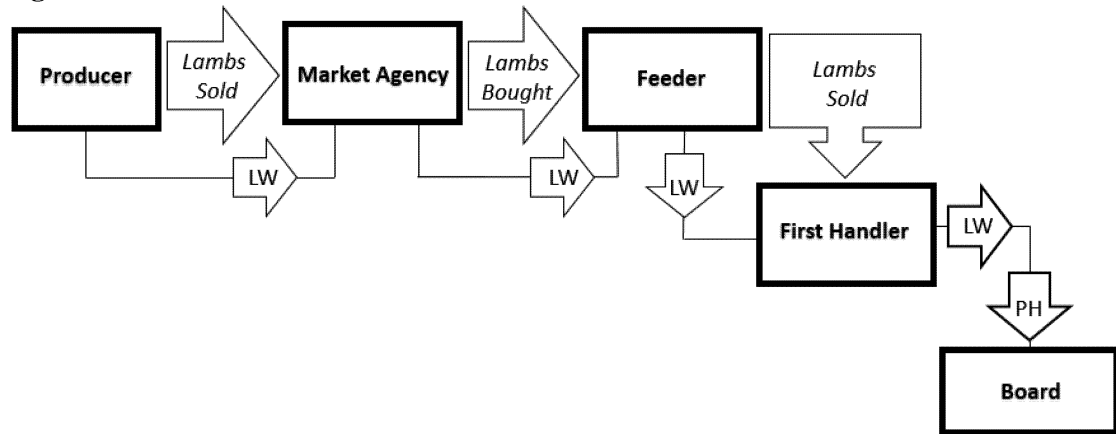 Producer
Lambs
Sold
Market Agency
Lambs
Bought
Feeder
Lambs
Sold
LW
LW
LW
First Handler
LW
PH
Board